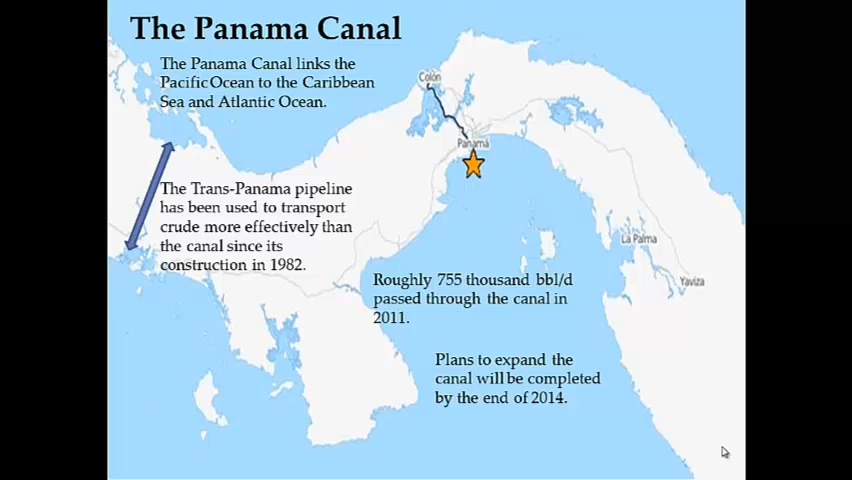 The Panama Canal
The Panama Canal links the
Pacific Ocean to the Caribbean
Sea and Atlantic Ocean.
Colón
Panamá
The Trans-Panama pipeline
has been used to transport
crude more effectively than
the canal since its
construction in 1982.
La Palma
Yaviza
Roughly 755 thousand bbl/d
passed through the canal in
2011.
Plans to expand the
canal will be completed
by the end of 2014.